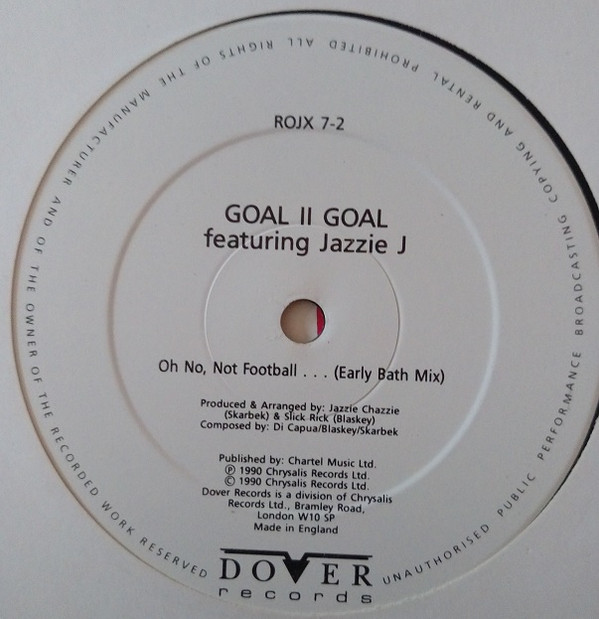 ROJX 7-2
GOAL II GOAL
featuring Jazzie J
Oh No, Not Football . . . (Early Bath Mix)
Produced & Arranged by: Jazzie Chazzie
(Skarbek) & Slick Rick (Blaskey)
Composed by: Di Capua/Blaskey/Skarbek
Published by: Chartel Music Ltd.
℗ 1990 Chrysalis Records Ltd.
© 1990 Chrysalis Records Ltd.
Dover Records is a division of Chrysalis
Records Ltd., Bramley Road,
London W10 SP
Made in England
DOVER
records
ALL RIGHTS OF THE MANUFACTURER AND OF THE OWNER OF THE RECORDED WORK RESERVED UNAUTHORISED PUBLIC PERFORMANCE BROADCASTING COPYING AND RENTAL PROHIBITED